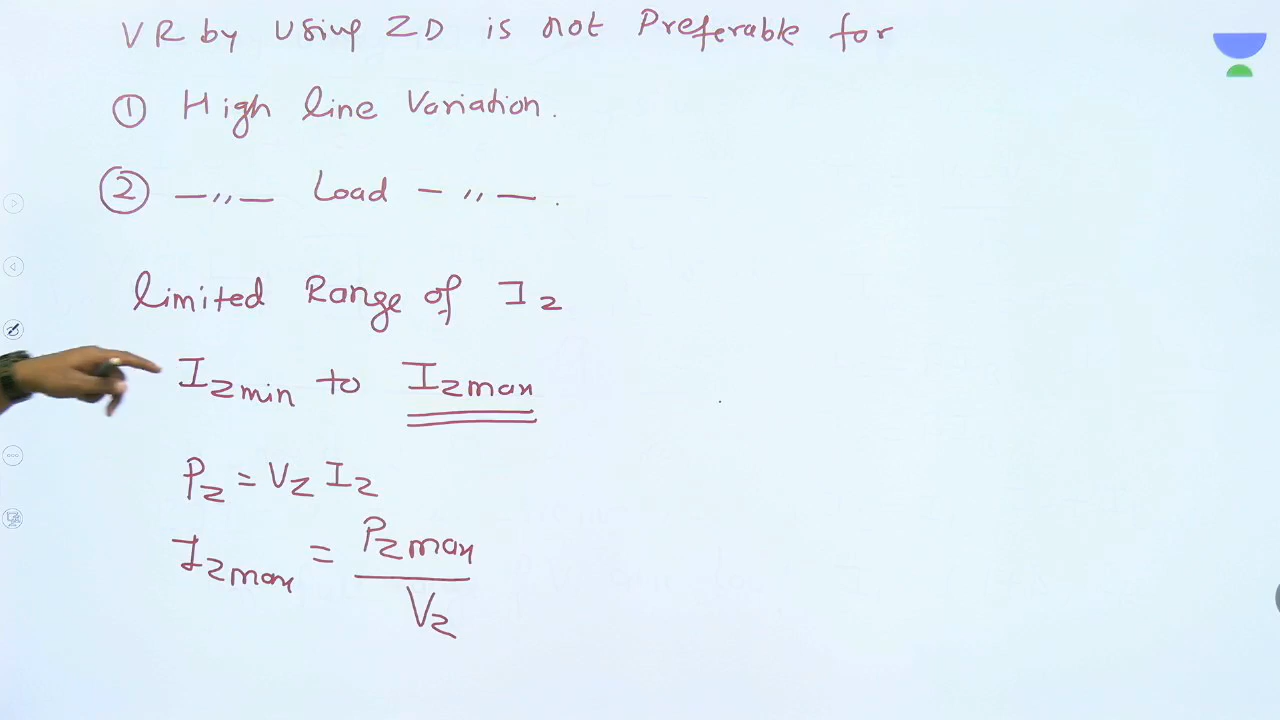 VR by using ZD is not Preferable for
① High line Variation.
② —〃— Load —〃—.
limited Range of Iz
Izmin to Izmax
Pz = Vz Iz
Izmax = Pzmax / Vz